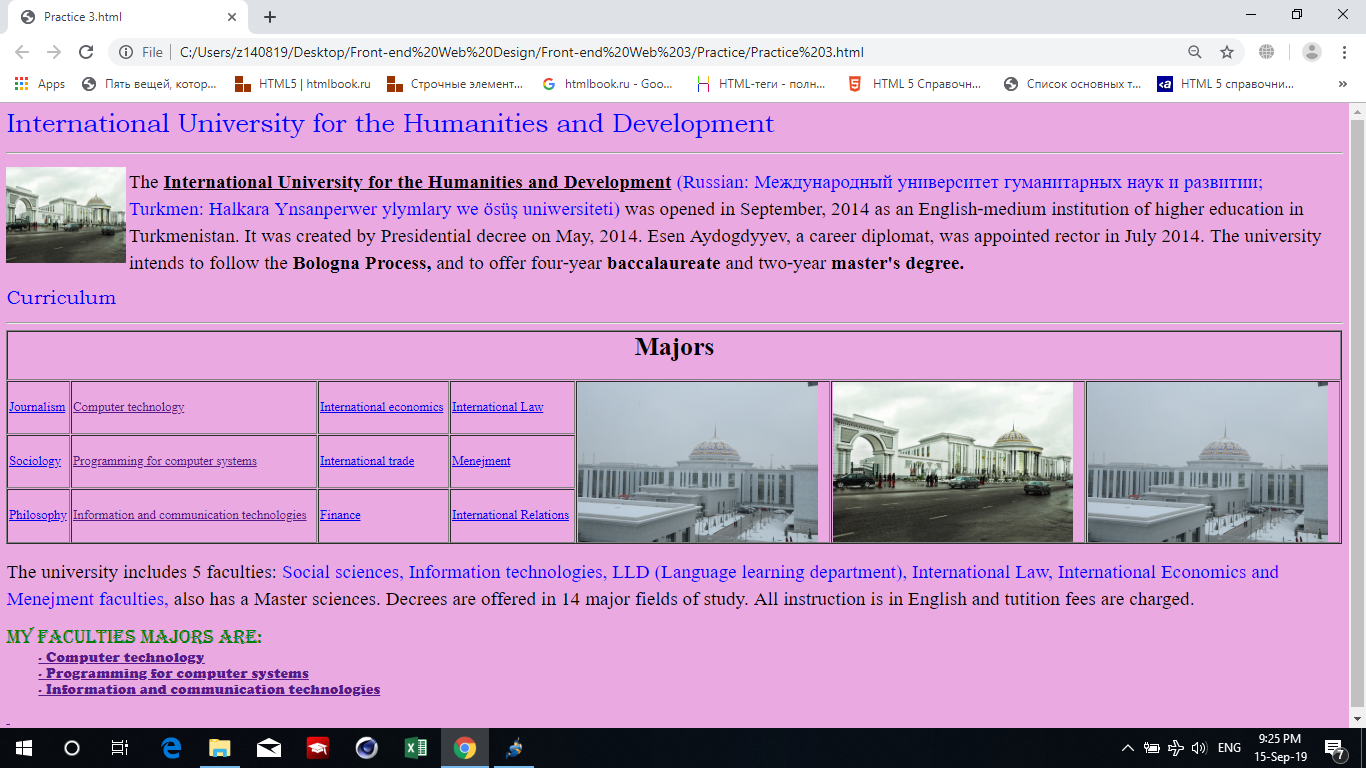 Practice 3.html
File | C:/Users/z140819/Desktop/Front-end%20Web%20Design/Front-end%20Web%203/Practice/Practice%203.html
Apps Пять вещей, котор... HTML5 | htmlbook.ru Строчные элемент... htmlbook.ru - Goo... HTML-теги - полн... HTML 5 Справочн... Список основных т... HTML 5 справочни... »
International University for the Humanities and Development
The International University for the Humanities and Development (Russian: Международный университет гуманитарных наук и развитии;
Turkmen: Halkara Ynsanperwer ylymlary we ösüş uniwersiteti) was opened in September, 2014 as an English-medium institution of higher education in
Turkmenistan. It was created by Presidential decree on May, 2014. Esen Aydogdyyev, a career diplomat, was appointed rector in July 2014. The university
intends to follow the Bologna Process, and to offer four-year baccalaureate and two-year master's degree.
Curriculum
Majors
Journalism Computer technology International economics International Law
Sociology Programming for computer systems International trade Menejment
Philosophy Information and communication technologies Finance International Relations
The university includes 5 faculties: Social sciences, Information technologies, LLD (Language learning department), International Law, International Economics and
Menejment faculties, also has a Master sciences. Decrees are offered in 14 major fields of study. All instruction is in English and tutition fees are charged.
MY FACULTIES MAJORS ARE:
- Computer technology
- Programming for computer systems
- Information and communication technologies
-
ENG 9:25 PM
15-Sep-19 7